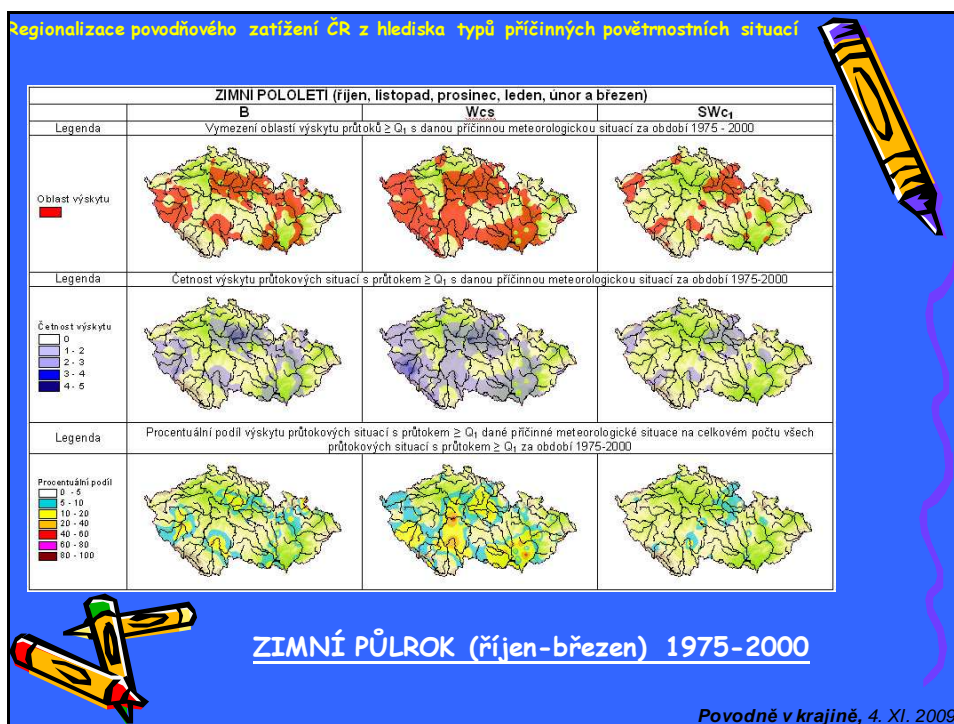 Regionalizace povodňového zatížení ČR z hlediska typů příčinných povětrnostních situací
ZIMNÍ POLOLETÍ (říjen, listopad, prosinec, leden, únor a březen)
B Wcs SWc₁
Legenda Vymezení oblastí výskytu průtoků ≥ Q₁ s danou příčinnou meteorologickou situací za období 1975 - 2000
Oblast výskytu
Legenda Četnost výskytu průtokových situací s průtokem ≥ Q₁ s danou příčinnou meteorologickou situací za období 1975-2000
Četnost výskytu
0
1 - 2
2 - 3
3 - 4
4 - 5
Legenda Procentuální podíl výskytu průtokových situací s průtokem ≥ Q₁ dané příčinné meteorologické situace na celkovém počtu všech
průtokových situací s průtokem ≥ Q₁ za období 1975-2000
Procentuální podíl
0 - 5
5 - 10
10 - 20
20 - 40
40 - 60
60 - 80
80 - 100
ZIMNÍ PŮLROK (říjen-březen) 1975-2000
Povodně v krajině, 4. XI. 2009